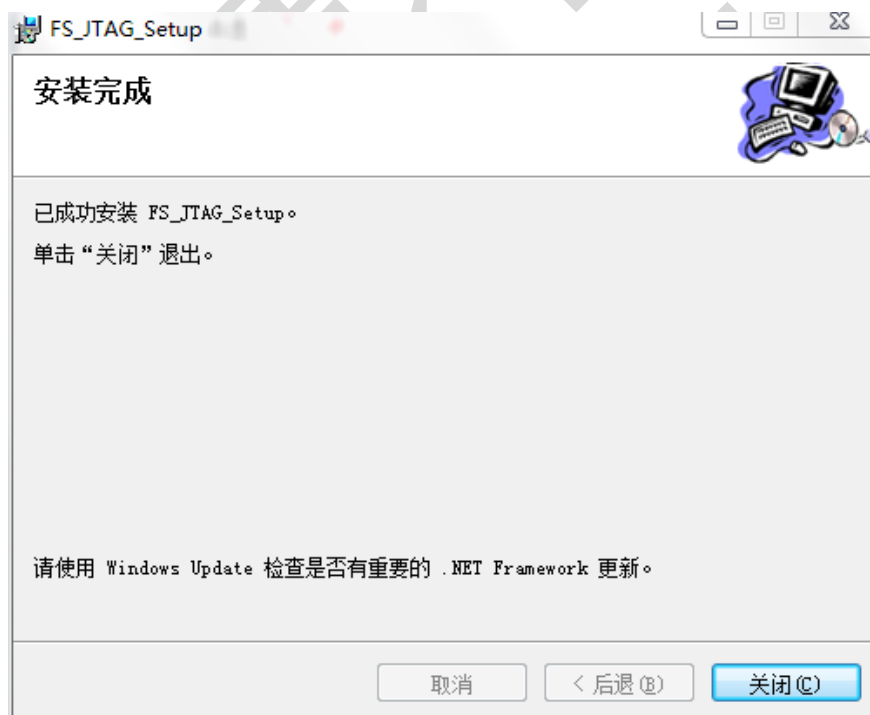 FS_JTAG_Setup
安装完成
已成功安装 FS_JTAG_Setup。
单击“关闭”退出。
请使用 Windows Update 检查是否有重要的 .NET Framework 更新。
取消
< 后退(B)
关闭(C)